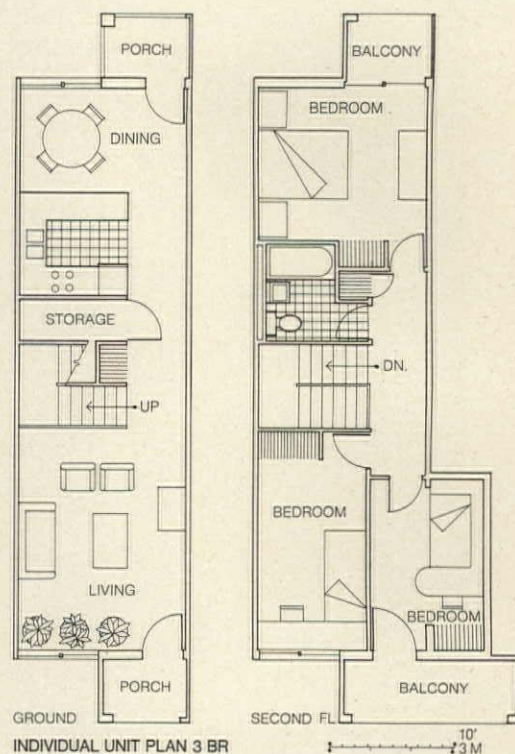 PORCH
DINING
STORAGE
UP
LIVING
PORCH
GROUND
BALCONY
BEDROOM
DN.
BEDROOM
BEDROOM
BALCONY
SECOND FL
INDIVIDUAL UNIT PLAN 3 BR
10'
3 M